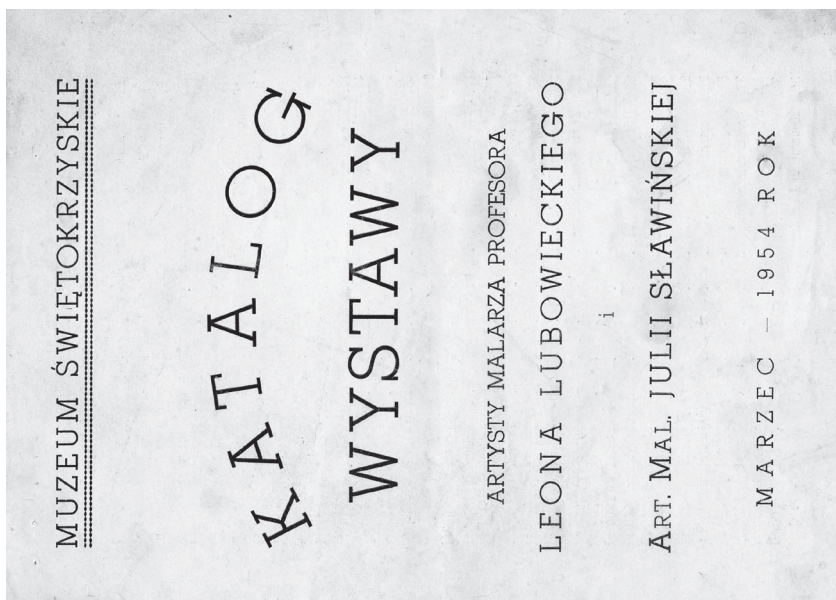 MUZEUM ŚWIĘTOKRZYSKIE
KATALOG
WYSTAWY
ARTYSTY MALARZA PROFESORA
LEONA LUBOWIECKIEGO
i
ART. MAL. JULII SŁAWIŃSKIEJ
MARZEC — 1954 ROK